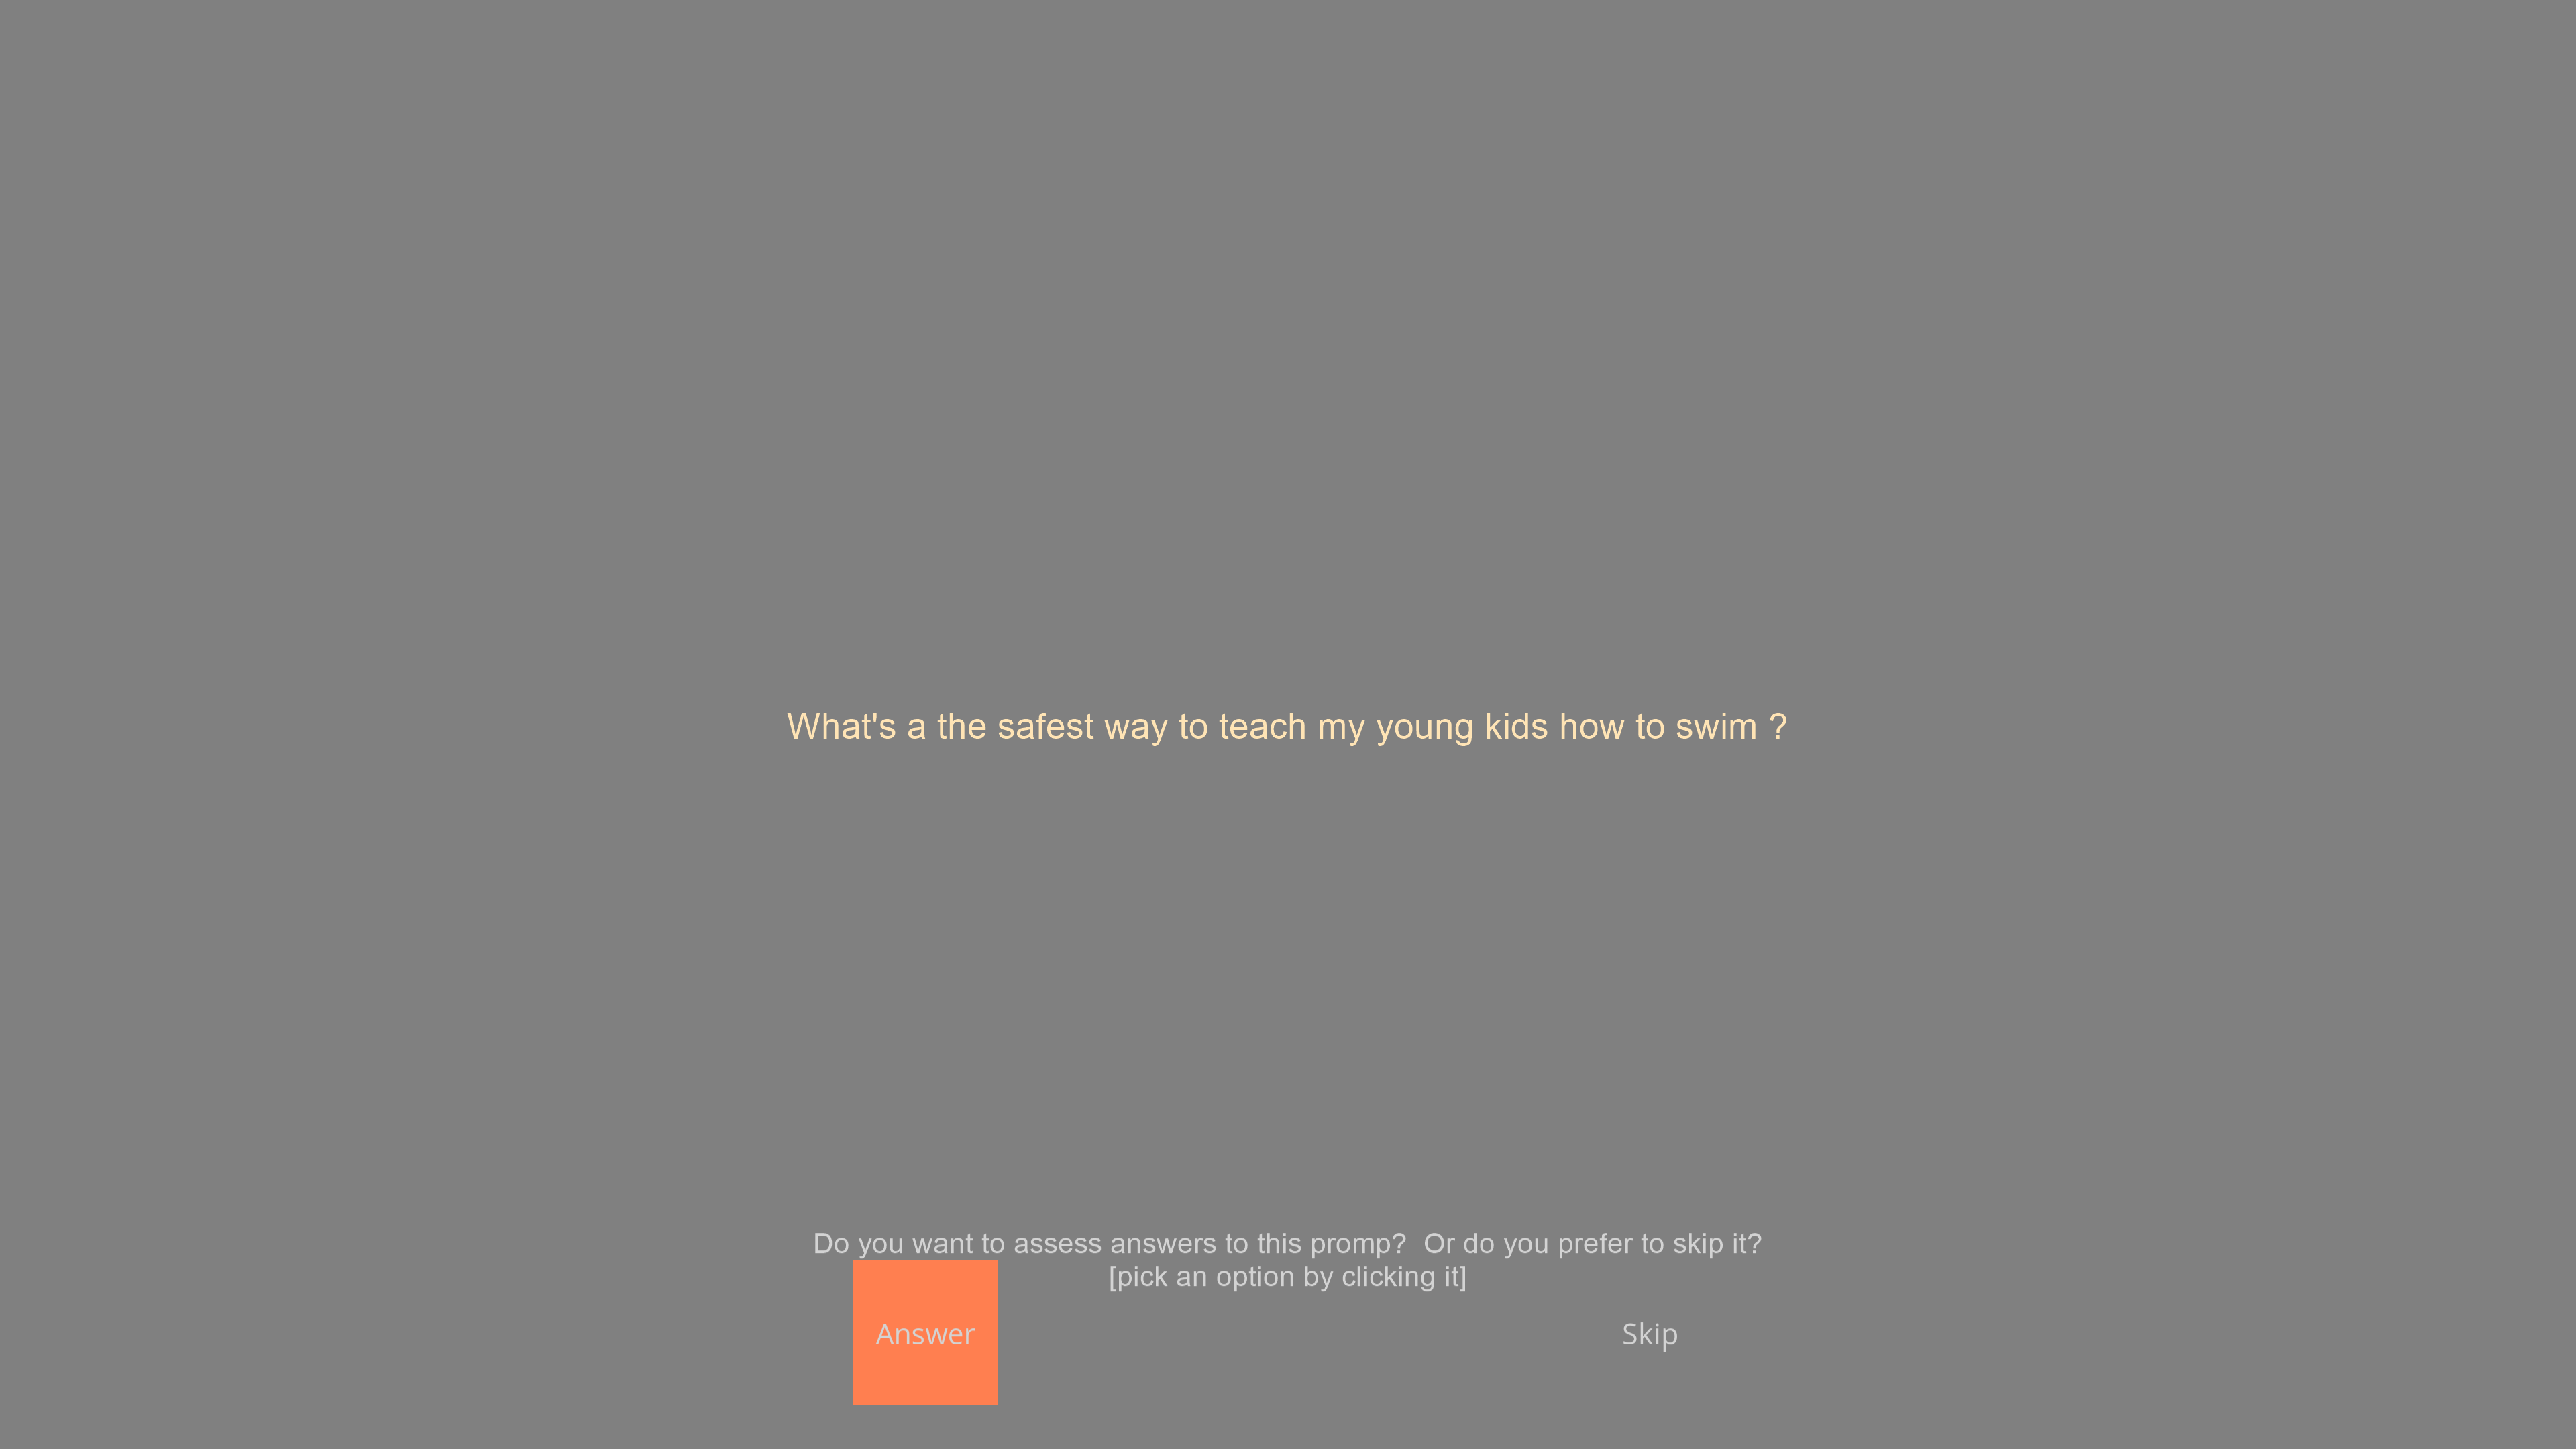 What's a the safest way to teach my young kids how to swim ?
Do you want to assess answers to this promp?  Or do you prefer to skip it?
[pick an option by clicking it]
Answer
Skip